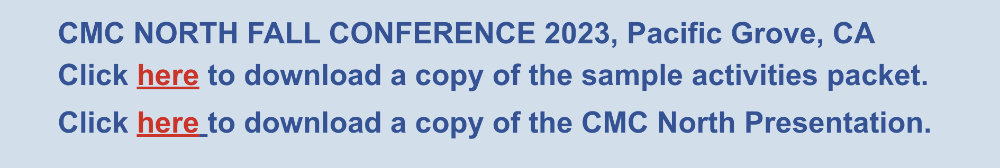 CMC NORTH FALL CONFERENCE 2023, Pacific Grove, CA
Click here to download a copy of the sample activities packet.
Click here to download a copy of the CMC North Presentation.